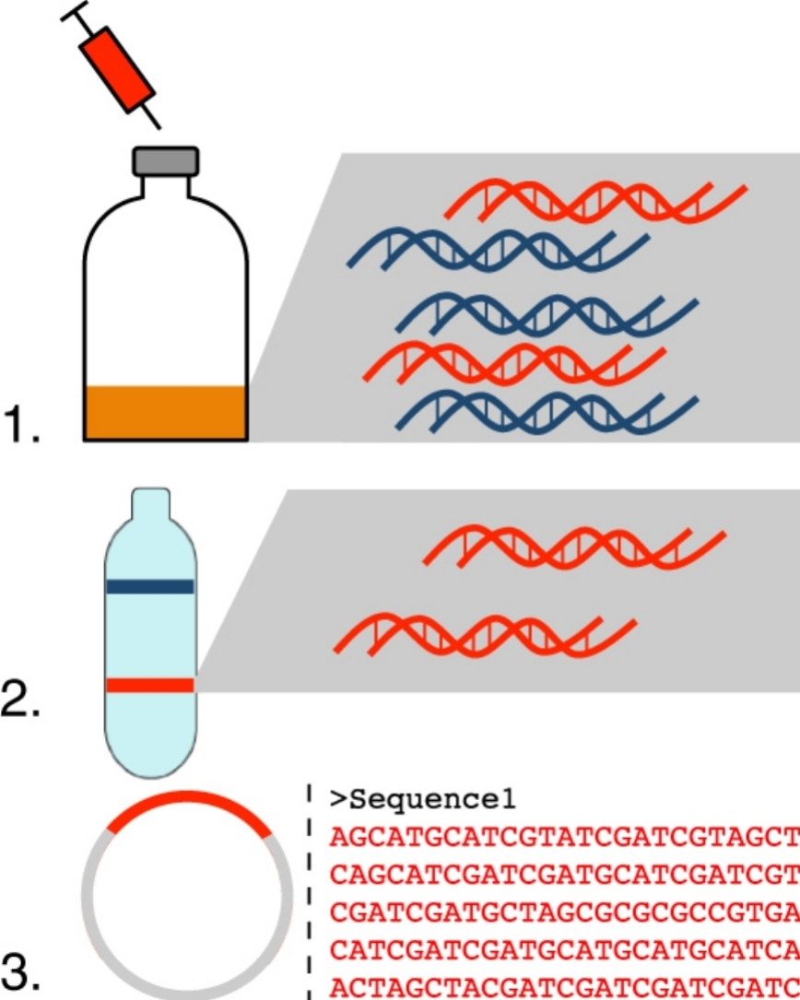 1.
2.
3.
>Sequence1
AGCATGCATCGTATCGATCGTAGCT
CAGCATCGATCGATGCATCGATCGT
CGATCGATGCTAGCGCGCGCCGTGA
CATCGATCGATGCATGCATGCATCA
ACTAGCTACGATCGATCGATCGATC